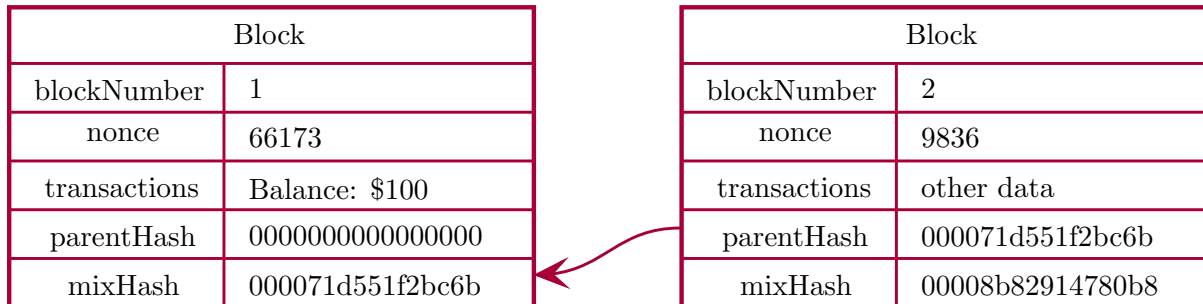 Block
blockNumber 1
nonce 66173
transactions Balance: $100
parentHash 0000000000000000
mixHash 000071d551f2bc6b
Block
blockNumber 2
nonce 9836
transactions other data
parentHash 000071d551f2bc6b
mixHash 00008b82914780b8